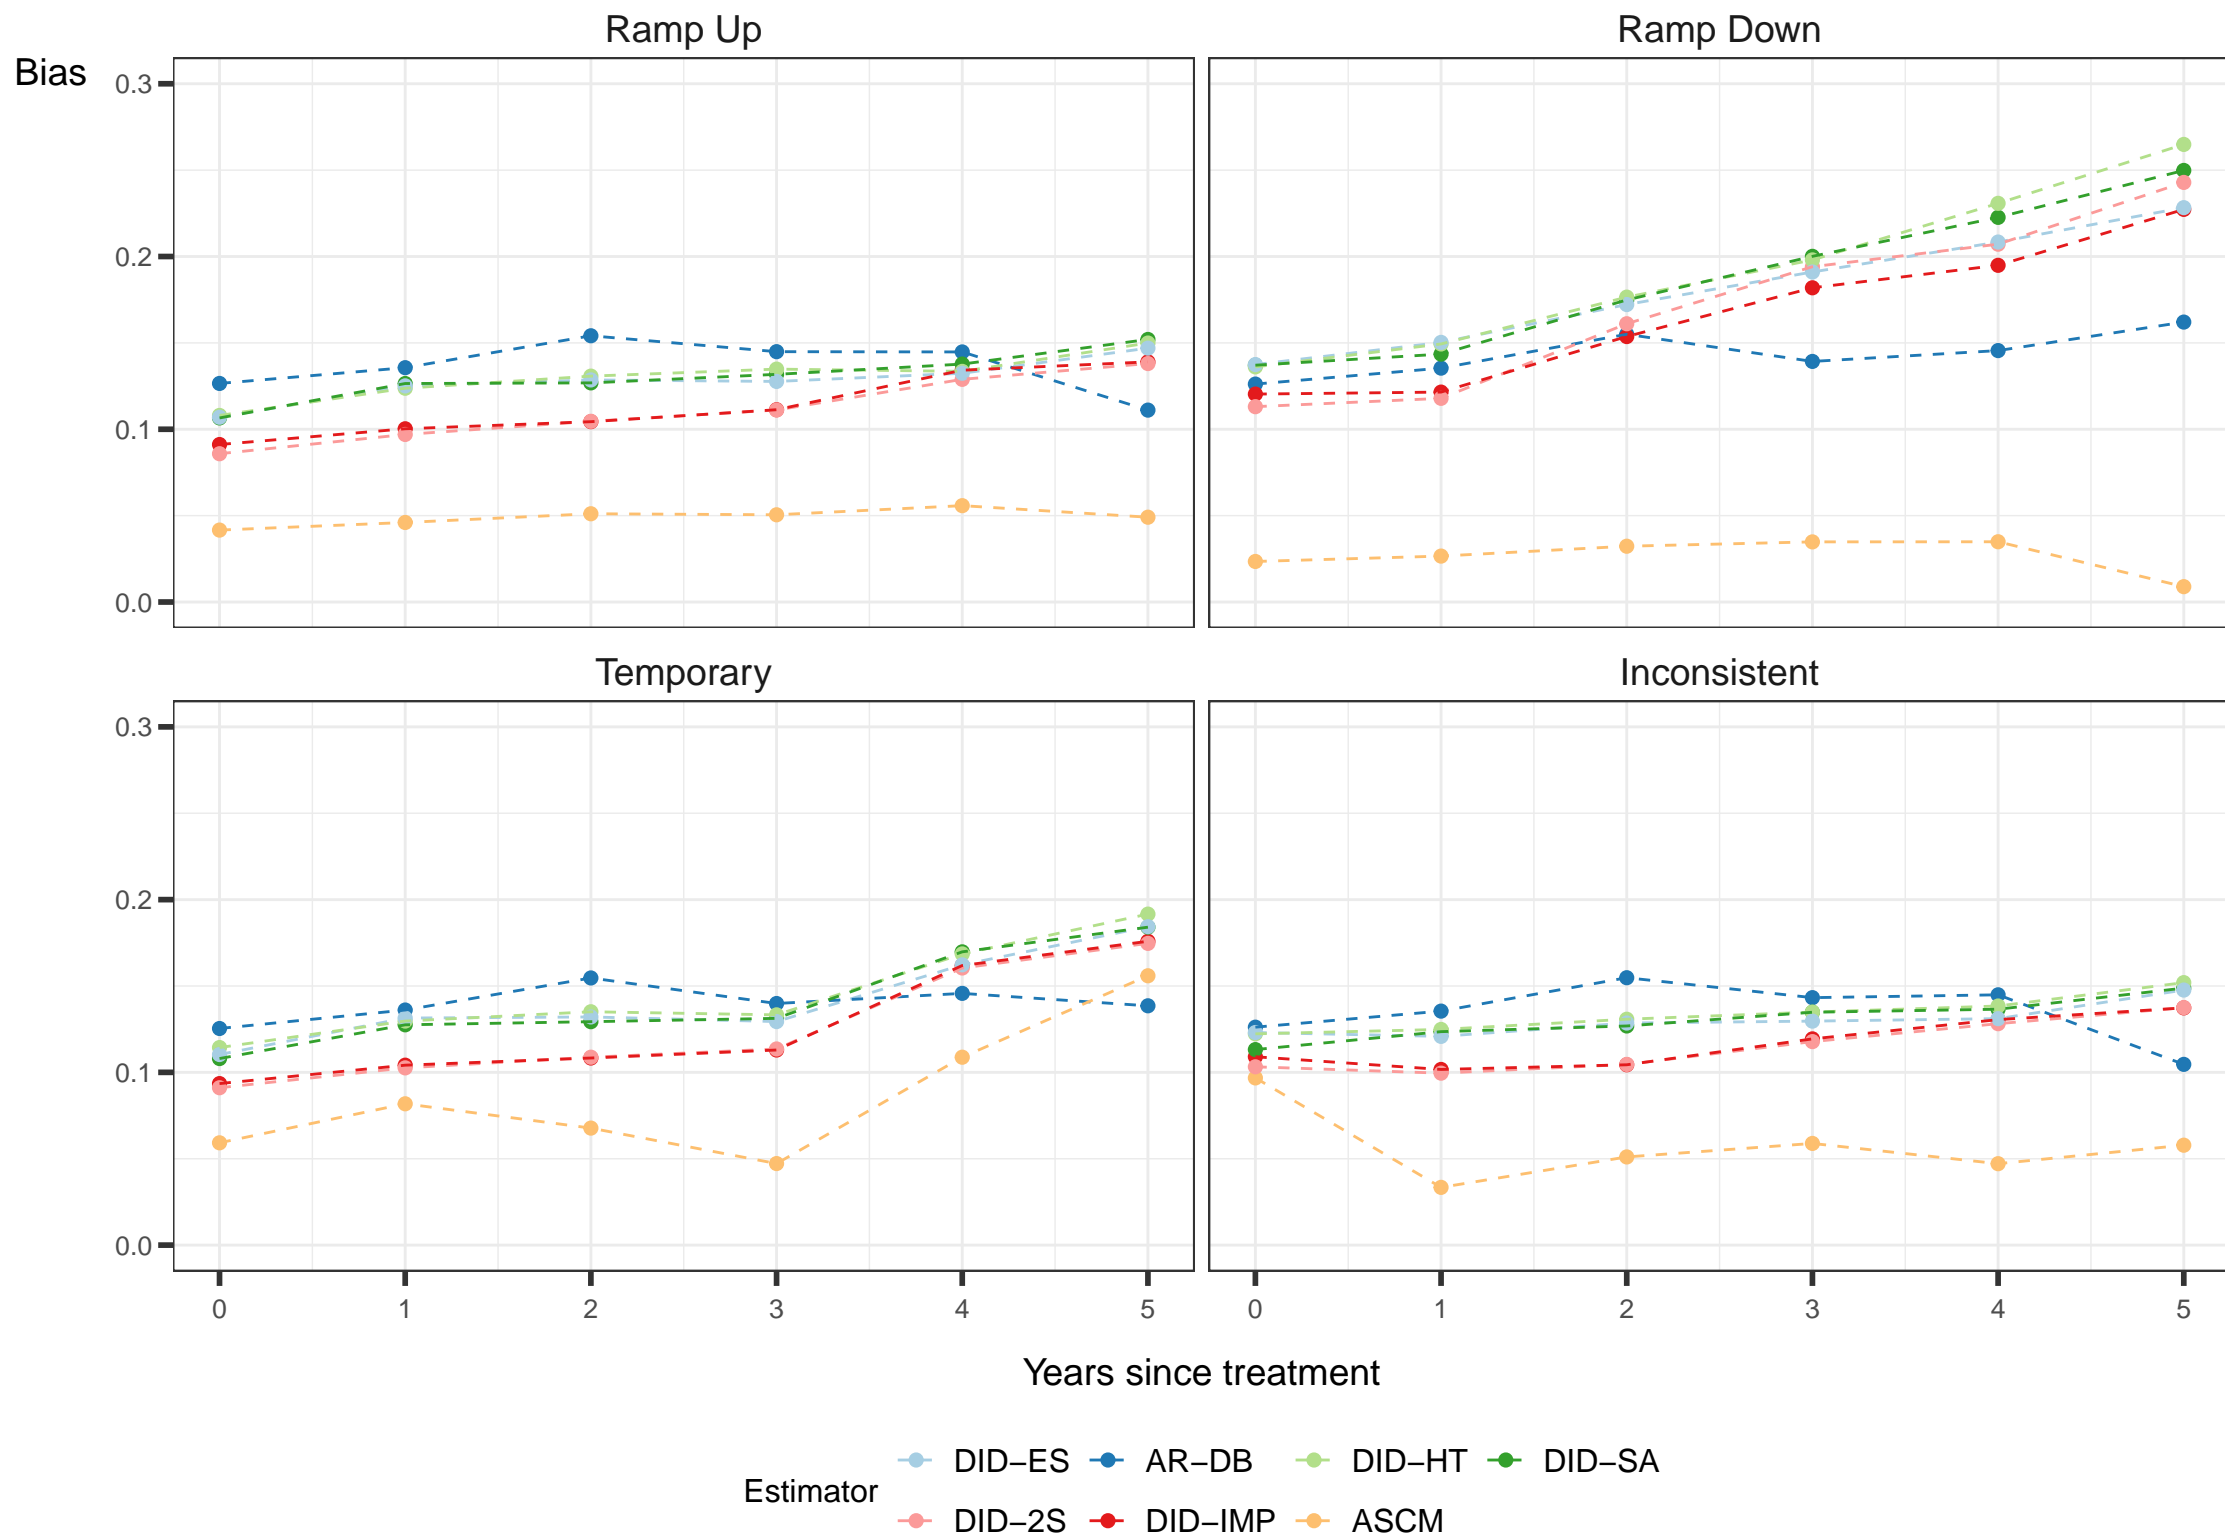 Ramp Up
Ramp Down
Bias
0.3
0.2
0.1
0.0
Temporary
Inconsistent
0.3
0.2
0.1
0.0
0 1 2 3 4 5
0 1 2 3 4 5
Years since treatment
Estimator
DID−ES AR−DB DID−HT DID−SA
DID−2S DID−IMP ASCM